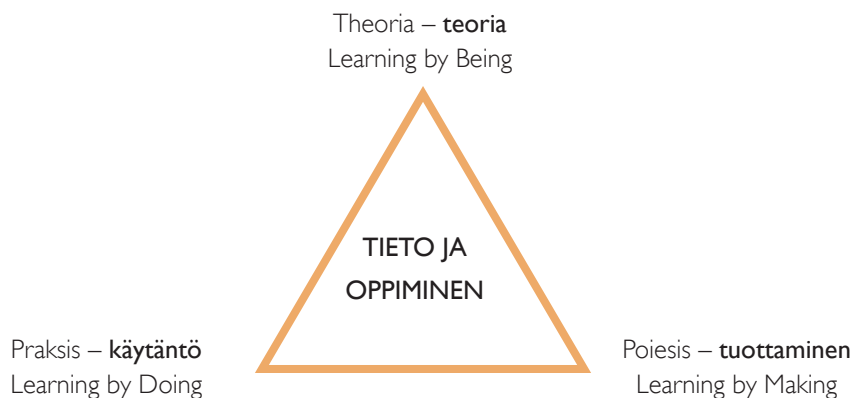 Theoria – teoria
Learning by Being
TIETO JA
OPPIMINEN
Praksis – käytäntö
Learning by Doing
Poiesis – tuottaminen
Learning by Making